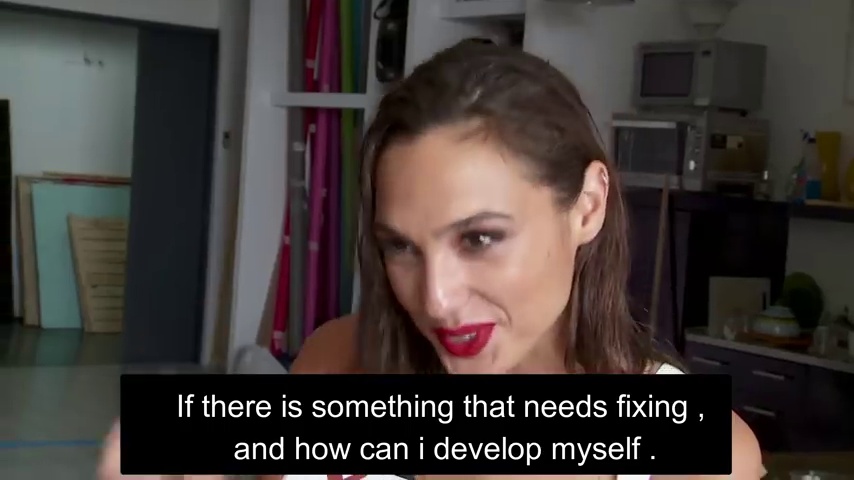 If there is something that needs fixing ,
and how can i develop myself .